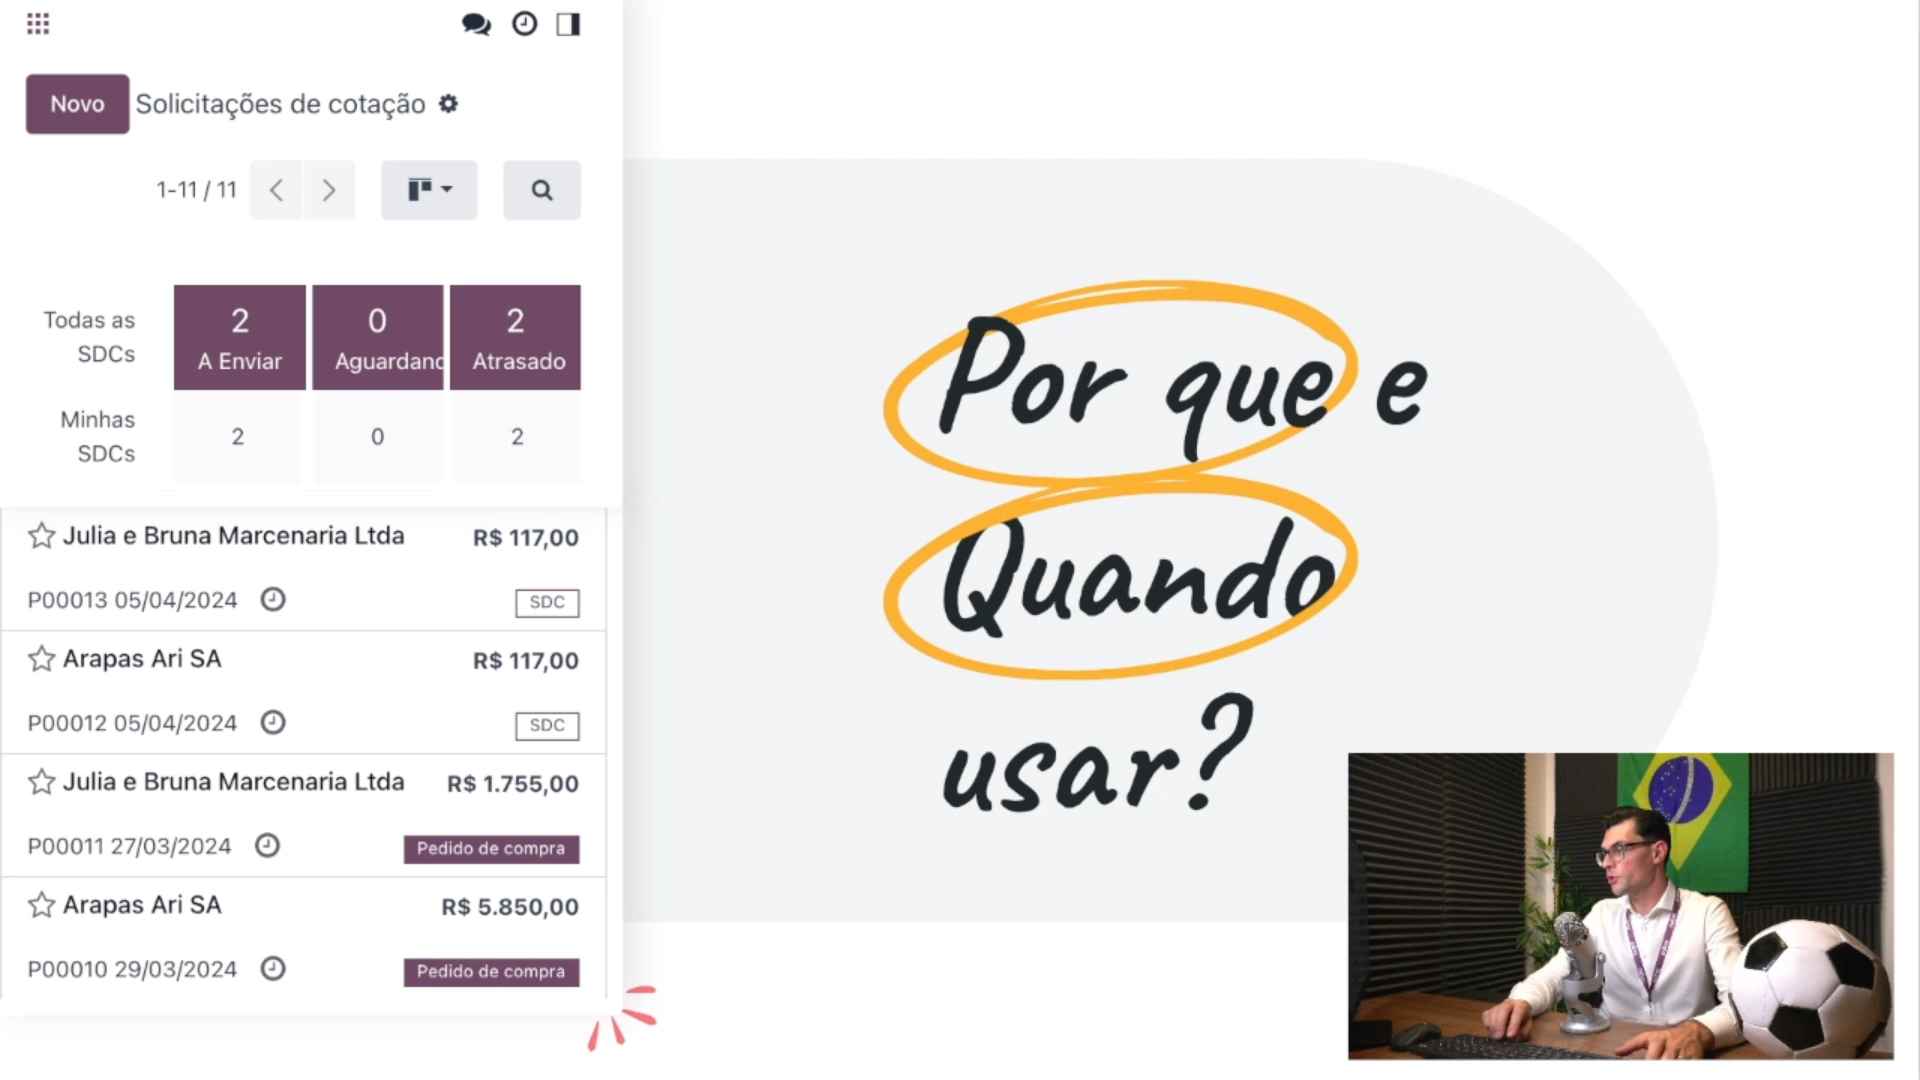 Novo Solicitações de cotação
1-11 / 11
Todas as SDCs
2 A Enviar
0 Aguardand
2 Atrasado
Minhas SDCs
2
0
2
Julia e Bruna Marcenaria Ltda R$ 117,00
P00013 05/04/2024 SDC
Arapas Ari SA R$ 117,00
P00012 05/04/2024 SDC
Julia e Bruna Marcenaria Ltda R$ 1.755,00
P00011 27/03/2024 Pedido de compra
Arapas Ari SA R$ 5.850,00
P00010 29/03/2024 Pedido de compra
Por que e
Quando
usar?